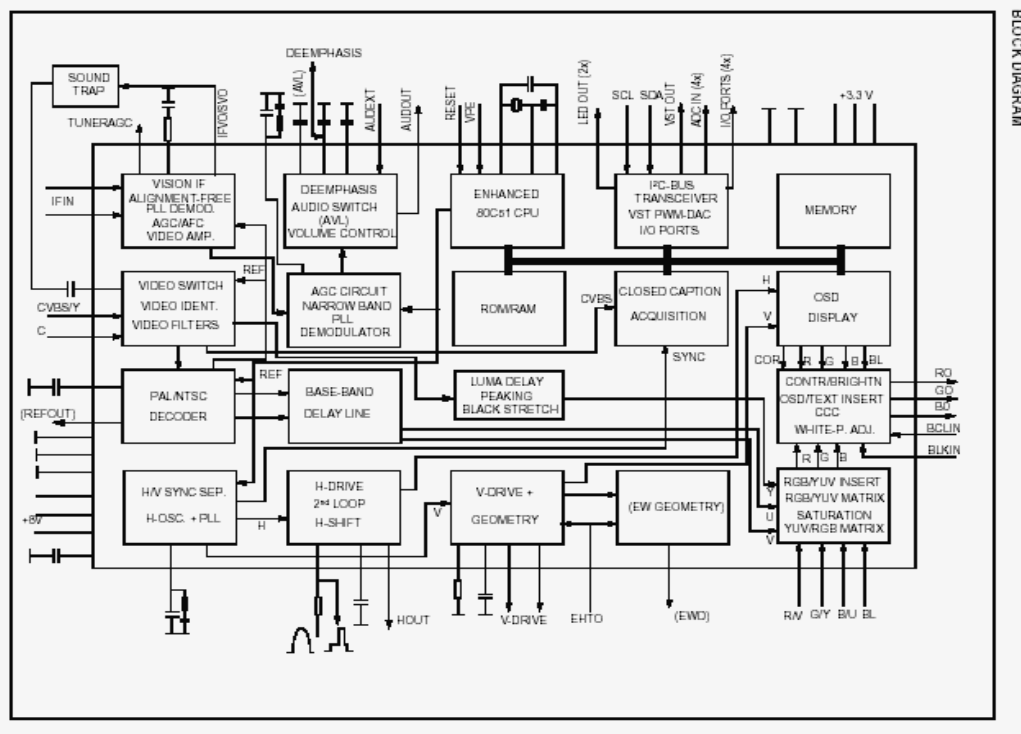 BLOCK DIAGRAM
DEEMPHASIS
SOUND
TRAP
(AVL)
AUDEXT
AUDOUT
RESET
VPE
LED OUT (2x)
SCL
SDA
VST OUT
ADC IN (4x)
I/O PORTS (4x)
+3.3 V
TUNERAGC
IFVO/SVO
IFIN
VISION IF
ALIGNMENT-FREE
PLL DEMOD.
AGC/AFC
VIDEO AMP.
DEEMPHASIS
AUDIO SWITCH
(AVL)
VOLUME CONTROL
ENHANCED
80C51 CPU
I²C-BUS
TRANSCEIVER
VST PWM-DAC
I/O PORTS
MEMORY
REF
CVBS/Y
C
VIDEO SWITCH
VIDEO IDENT.
VIDEO FILTERS
AGC CIRCUIT
NARROW BAND
PLL
DEMODULATOR
ROM/RAM
CVBS
CLOSED CAPTION
ACQUISITION
SYNC
H
V
OSD
DISPLAY
COR
R
G
B
BL
REF
(REFOUT)
PAL/NTSC
DECODER
BASE-BAND
DELAY LINE
LUMA DELAY
PEAKING
BLACK STRETCH
CONTR/BRIGHTN
OSD/TEXT INSERT
CCC
WHITE-P. ADJ.
RO
GO
BO
BCLIN
BLKIN
R
G
B
+8V
H/V SYNC SEP.
H-OSC. + PLL
H
H-DRIVE
2nd LOOP
H-SHIFT
V
V-DRIVE +
GEOMETRY
(EW GEOMETRY)
Y
U
V
RGB/YUV INSERT
RGB/YUV MATRIX
SATURATION
YUV/RGB MATRIX
HOUT
V-DRIVE
EHTO
(EWO)
R/V
G/Y
B/U
BL